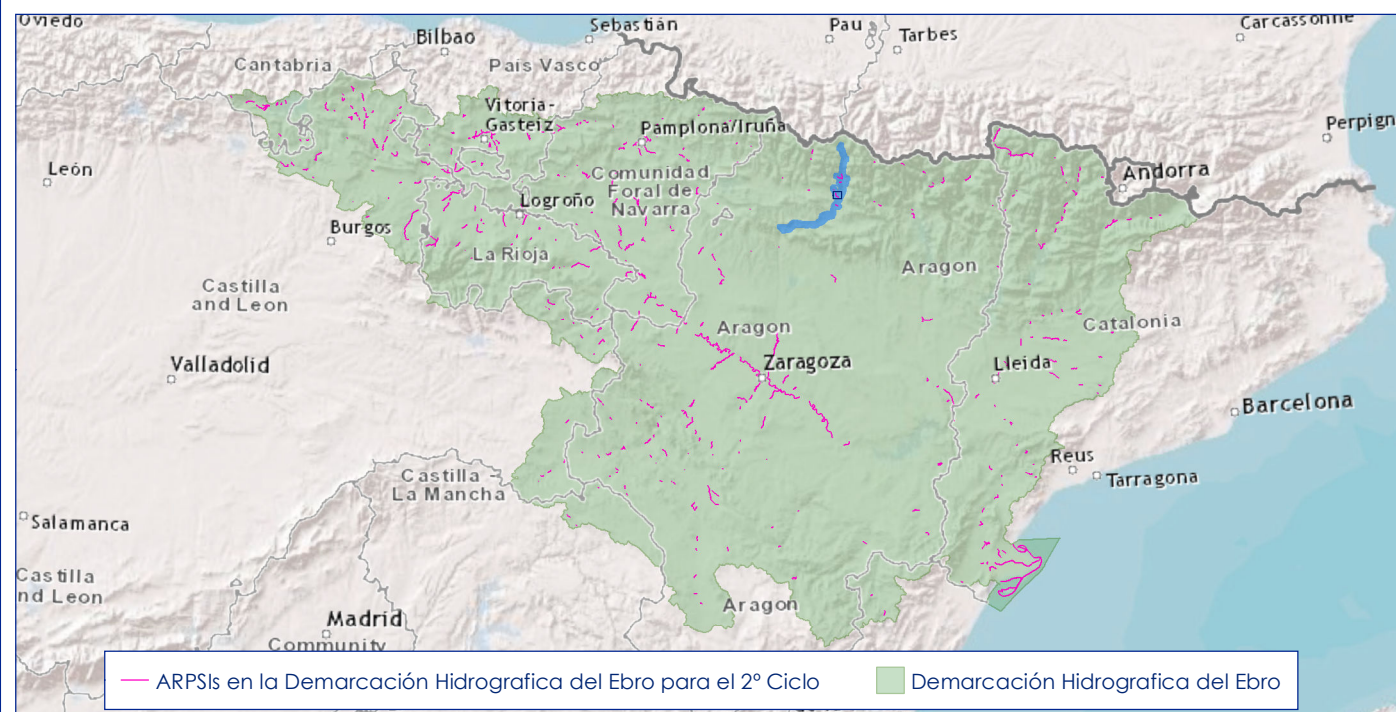 Oviedo
Sebastián
Pau
Carcassonne
Bilbao
Tarbes
Cantabria
País Vasco
Vitoria-
Gasteiz
Perpign
Pamplona/Iruña
León
Andorra
Comunidad
Foral de
Navarra
Logroño
Burgos
La Rioja
Aragon
Castilla
and Leon
Aragon
Catalonia
Valladolid
Zaragoza
Lleida
Barcelona
Reus
Castilla
La Mancha
Tarragona
Salamanca
Castilla
nd Leon
Aragon
Madrid
Community
ARPSIs en la Demarcación Hidrografica del Ebro para el 2º Ciclo
Demarcación Hidrografica del Ebro